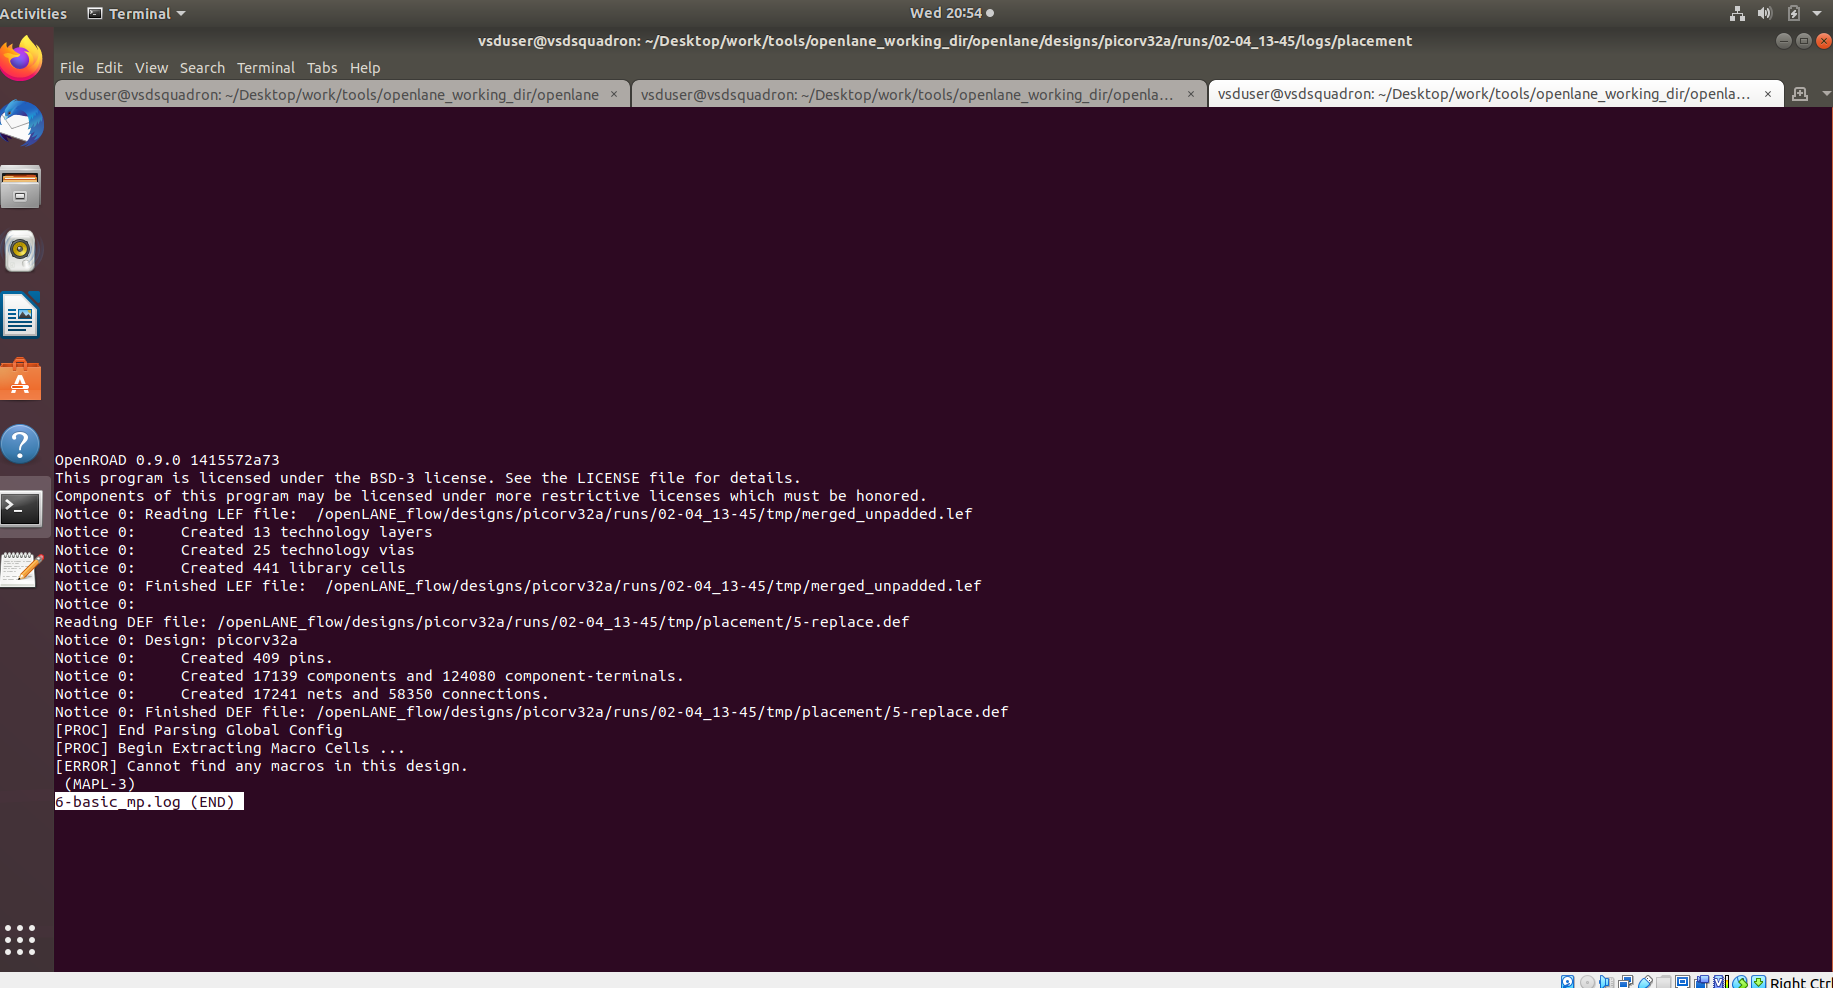 Activities Terminal Wed 20:54
vsduser@vsdsquadron: ~/Desktop/work/tools/openlane_working_dir/openlane/designs/picorv32a/runs/02-04_13-45/logs/placement
File Edit View Search Terminal Tabs Help
vsduser@vsdsquadron: ~/Desktop/work/tools/openlane_working_dir/openlane × vsduser@vsdsquadron: ~/Desktop/work/tools/openlane_working_dir/openla... × vsduser@vsdsquadron: ~/Desktop/work/tools/openlane_working_dir/openla... ×
OpenROAD 0.9.0 1415572a73
This program is licensed under the BSD-3 license. See the LICENSE file for details.
Components of this program may be licensed under more restrictive licenses which must be honored.
Notice 0: Reading LEF file:  /openLANE_flow/designs/picorv32a/runs/02-04_13-45/tmp/merged_unpadded.lef
Notice 0:     Created 13 technology layers
Notice 0:     Created 25 technology vias
Notice 0:     Created 441 library cells
Notice 0: Finished LEF file:  /openLANE_flow/designs/picorv32a/runs/02-04_13-45/tmp/merged_unpadded.lef
Notice 0:
Reading DEF file: /openLANE_flow/designs/picorv32a/runs/02-04_13-45/tmp/placement/5-replace.def
Notice 0: Design: picorv32a
Notice 0:     Created 409 pins.
Notice 0:     Created 17139 components and 124080 component-terminals.
Notice 0:     Created 17241 nets and 58350 connections.
Notice 0: Finished DEF file: /openLANE_flow/designs/picorv32a/runs/02-04_13-45/tmp/placement/5-replace.def
[PROC] End Parsing Global Config
[PROC] Begin Extracting Macro Cells ...
[ERROR] Cannot find any macros in this design.
 (MAPL-3)
6-basic_mp.log (END)
Right Ctrl